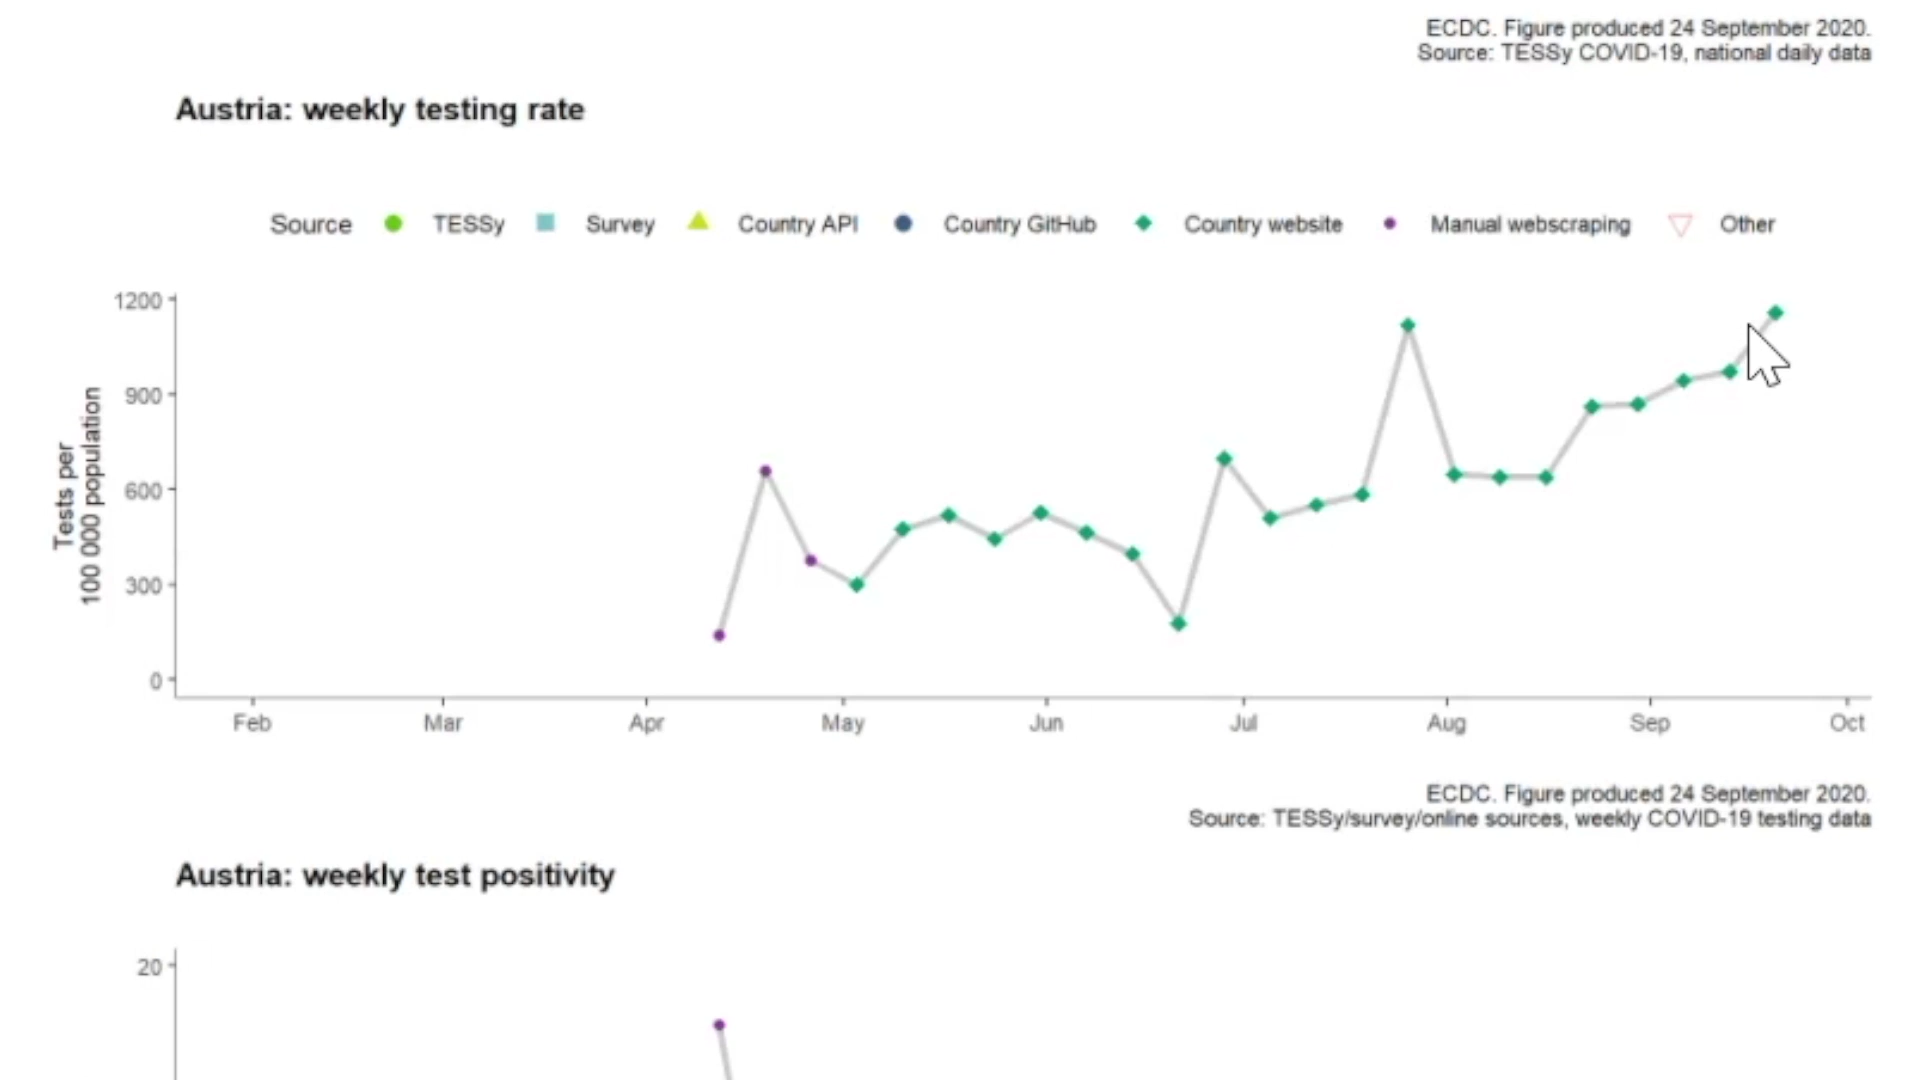 ECDC. Figure produced 24 September 2020.
Source: TESSy COVID-19, national daily data
Austria: weekly testing rate
Source TESSy Survey Country API Country GitHub Country website Manual webscraping Other
1200
900
600
300
0
Tests per
100 000 population
Feb Mar Apr May Jun Jul Aug Sep Oct
ECDC. Figure produced 24 September 2020.
Source: TESSy/survey/online sources, weekly COVID-19 testing data
Austria: weekly test positivity
20